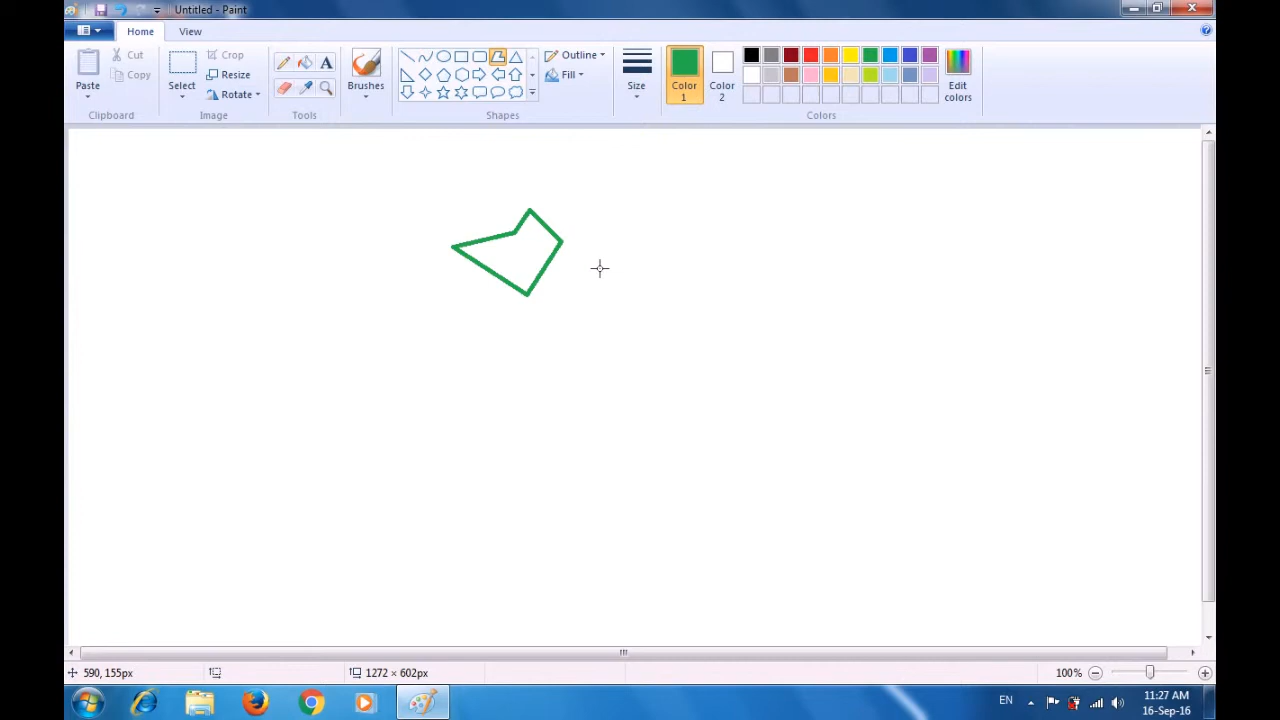 Untitled - Paint
Home View
Paste
Cut
Copy
Clipboard
Select
Crop
Resize
Rotate
Image
A
Tools
Brushes
Shapes
Outline
Fill
Size
Color 1
Color 2
Edit colors
Colors
590, 155px
1272 × 602px
100%
EN
11:27 AM
16-Sep-16